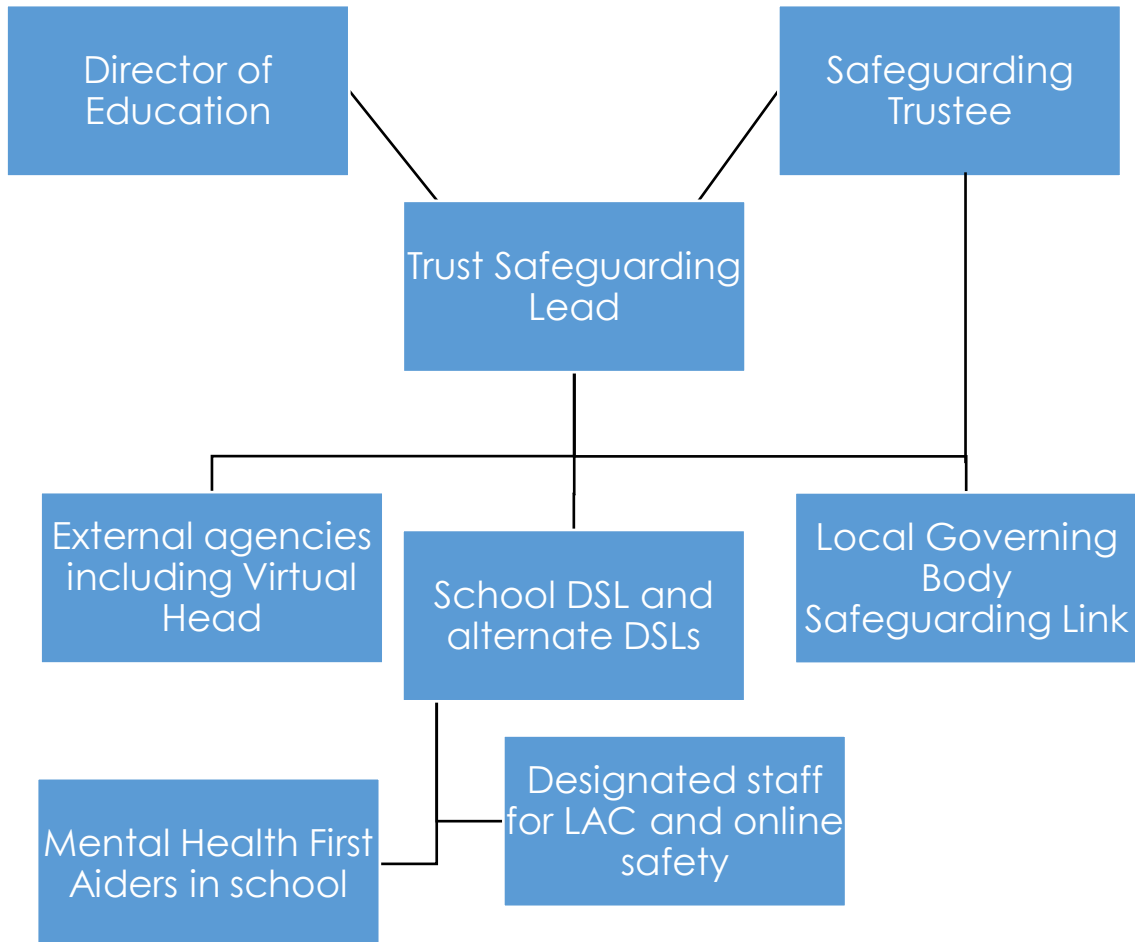 Director of
Education
Safeguarding
Trustee
Trust Safeguarding
Lead
External agencies
including Virtual
Head
School DSL and
alternate DSLs
Local Governing
Body
Safeguarding Link
Mental Health First
Aiders in school
Designated staff
for LAC and online
safety